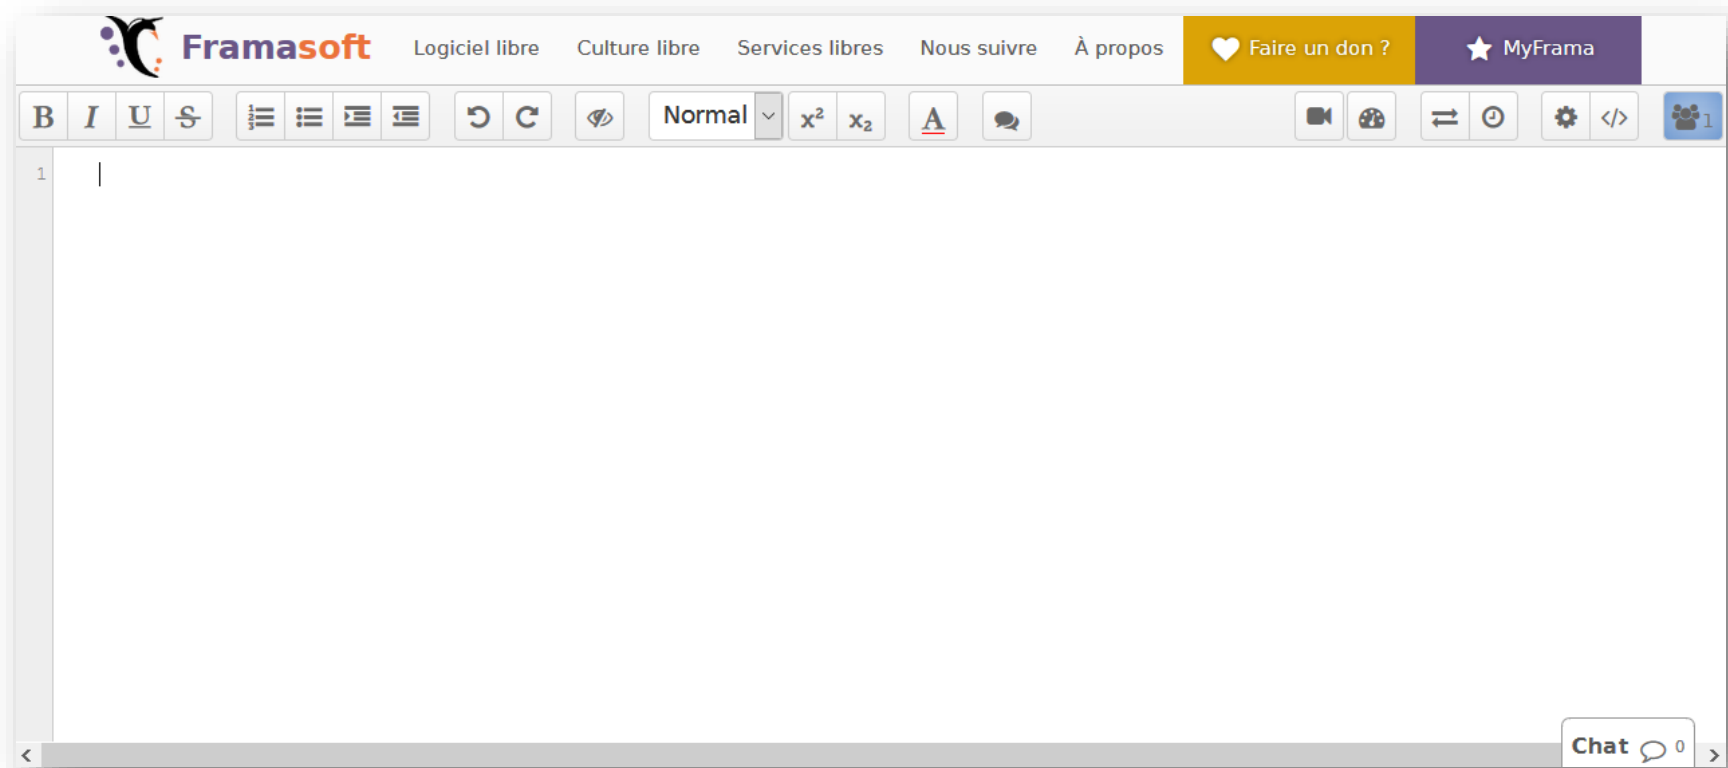 Framasoft Logiciel libre Culture libre Services libres Nous suivre À propos Faire un don ? MyFrama
B I U S Normal x² x₂ A </> 1
1
Chat 0